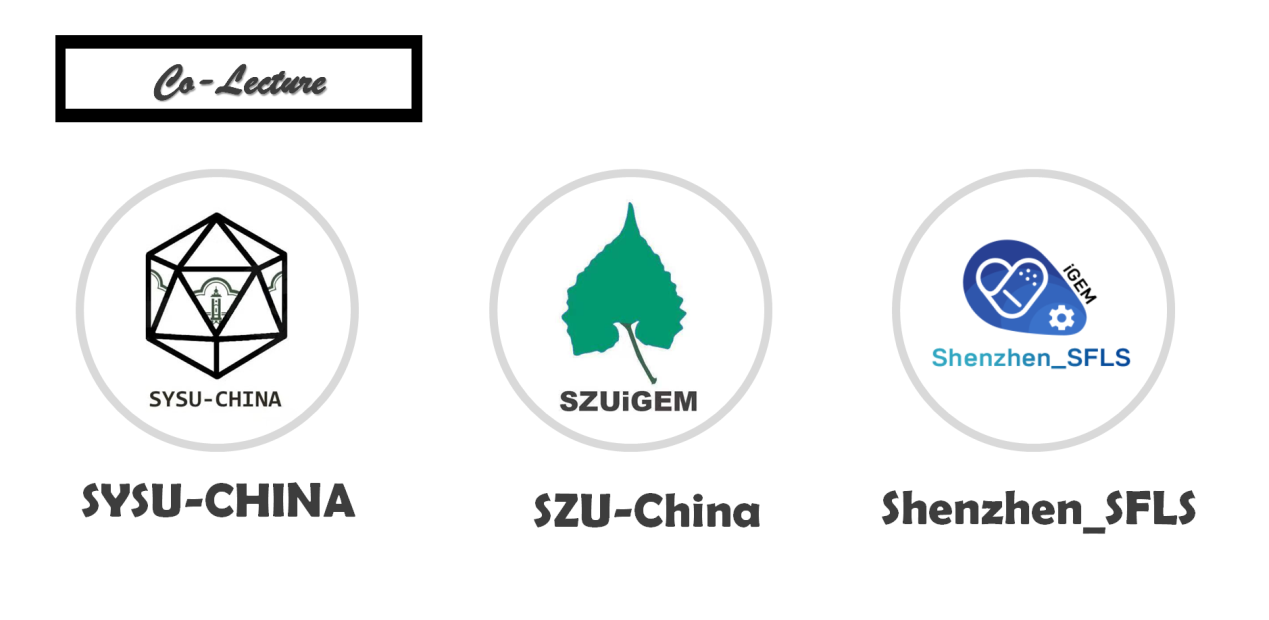 Co-Lecture
SYSU-CHINA
SZUiGEM
iGEM
Shenzhen_SFLS
SYSU-CHINA
SZU-China
Shenzhen_SFLS